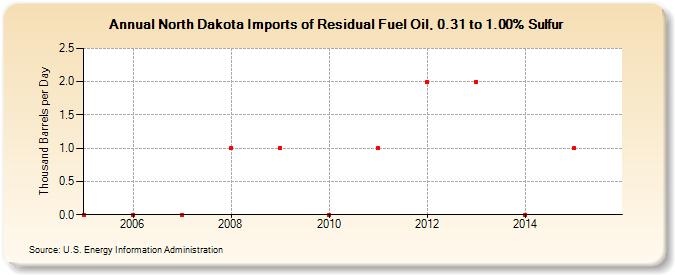 Annual North Dakota Imports of Residual Fuel Oil, 0.31 to 1.00% Sulfur
Thousand Barrels per Day
2.5
2.0
1.5
1.0
0.5
0.0
2006 2008 2010 2012 2014
Source: U.S. Energy Information Administration